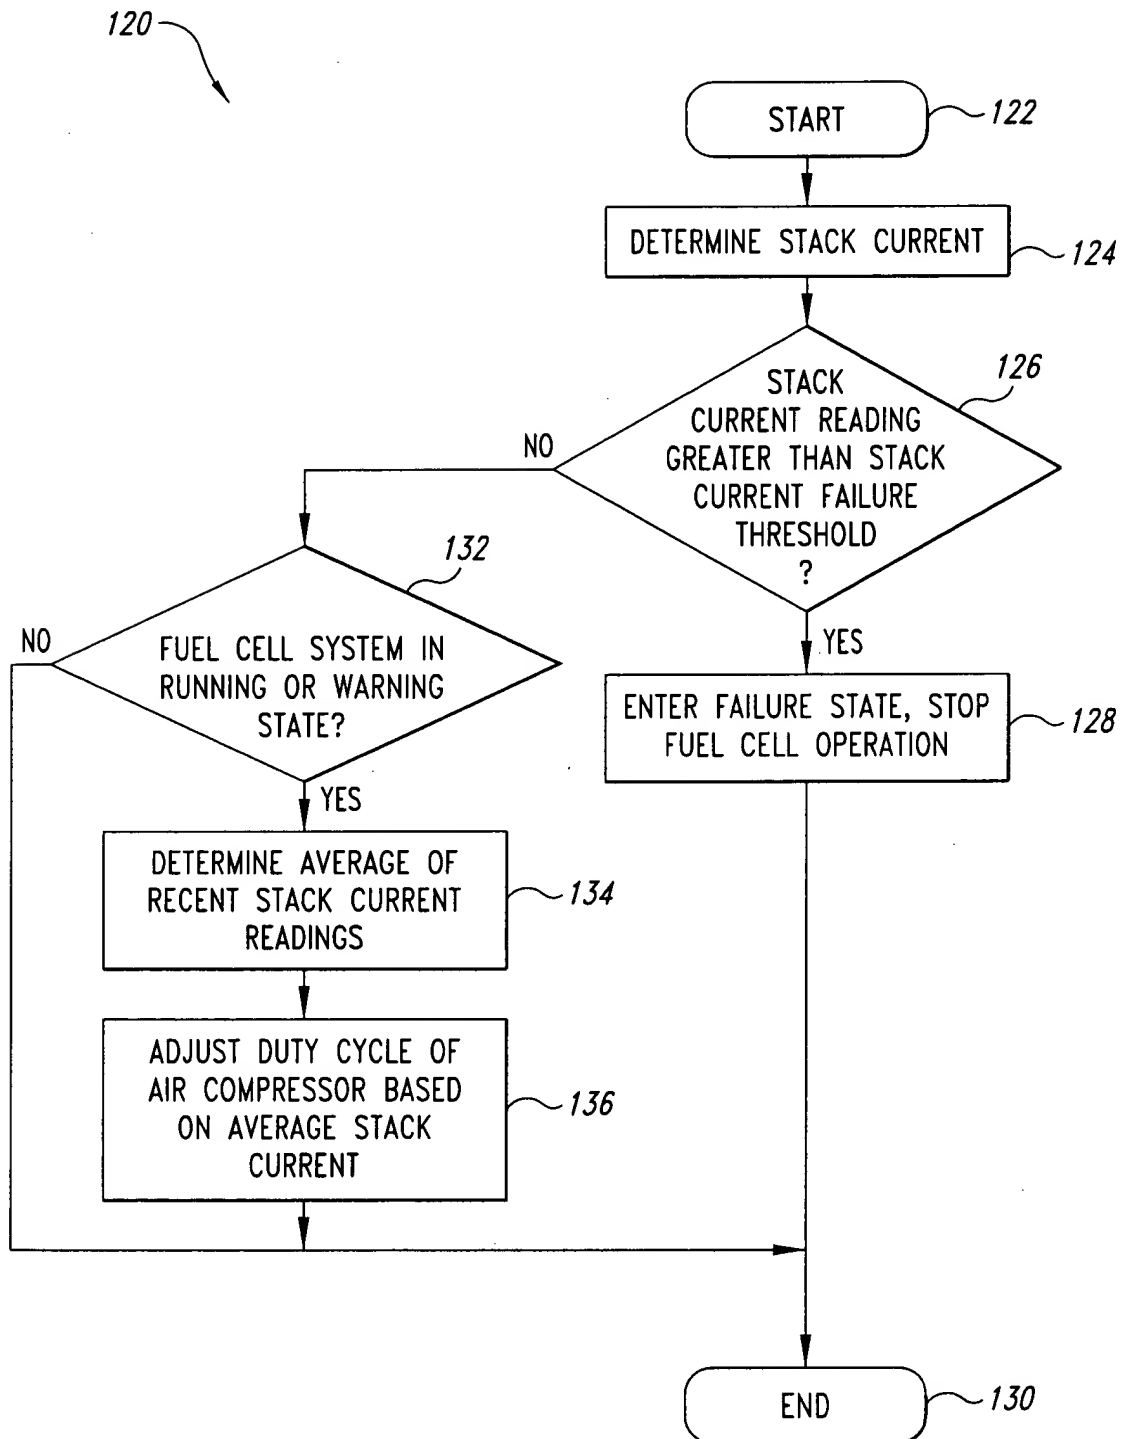 120
START
122
DETERMINE STACK CURRENT
124
STACK
CURRENT READING
GREATER THAN STACK
CURRENT FAILURE
THRESHOLD
?
126
NO
YES
ENTER FAILURE STATE, STOP
FUEL CELL OPERATION
128
132
NO
FUEL CELL SYSTEM IN
RUNNING OR WARNING
STATE?
YES
DETERMINE AVERAGE OF
RECENT STACK CURRENT
READINGS
134
ADJUST DUTY CYCLE OF
AIR COMPRESSOR BASED
ON AVERAGE STACK
CURRENT
136
END
130